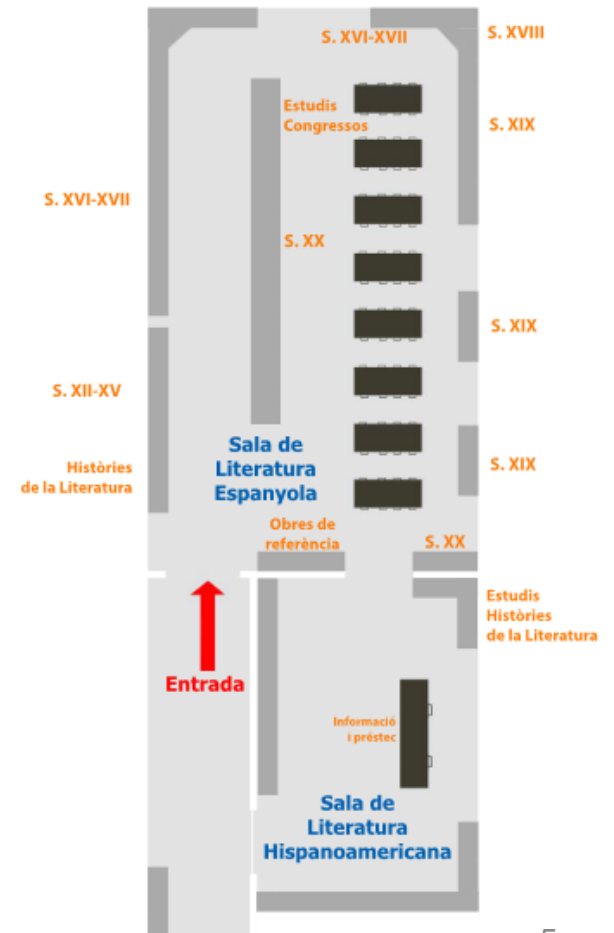 S. XVI-XVII
S. XVIII
Estudis
Congressos
S. XIX
S. XVI-XVII
S. XX
S. XIX
S. XII-XV
Sala de
Literatura
Espanyola
Històries
de la Literatura
S. XIX
Obres de
referència
S. XX
Estudis
Històries
de la Literatura
Entrada
Informació
i préstec
Sala de
Literatura
Hispanoamericana